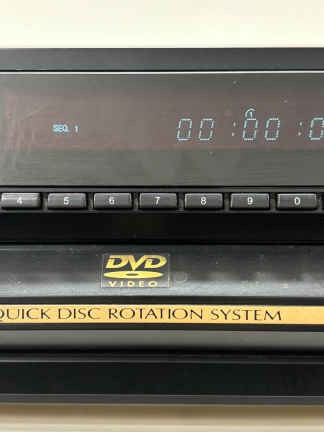 SEQ. 1
00:00:0
4 5 6 7 8 9 0
DVD
VIDEO
QUICK DISC ROTATION SYSTEM